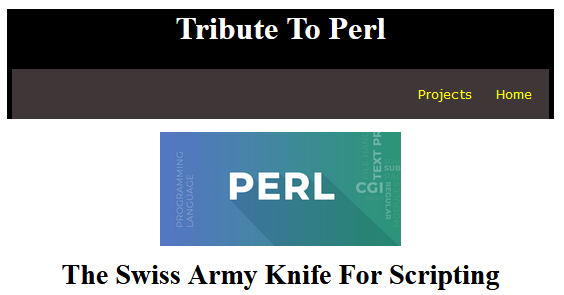 Tribute To Perl
Projects Home
PROGRAMMING
LANGUAGE
PERL
CGI
TEXT PR
SUB
REGULAR
The Swiss Army Knife For Scripting